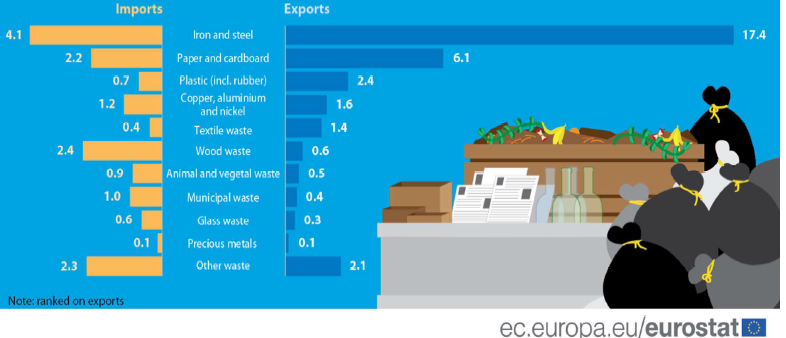 Imports Exports
4.1 Iron and steel 17.4
2.2 Paper and cardboard 6.1
0.7 Plastic (incl. rubber) 2.4
1.2 Copper, aluminium and nickel 1.6
0.4 Textile waste 1.4
2.4 Wood waste 0.6
0.9 Animal and vegetal waste 0.5
1.0 Municipal waste 0.4
0.6 Glass waste 0.3
0.1 Precious metals 0.1
2.3 Other waste 2.1
Note: ranked on exports
ec.europa.eu/eurostat